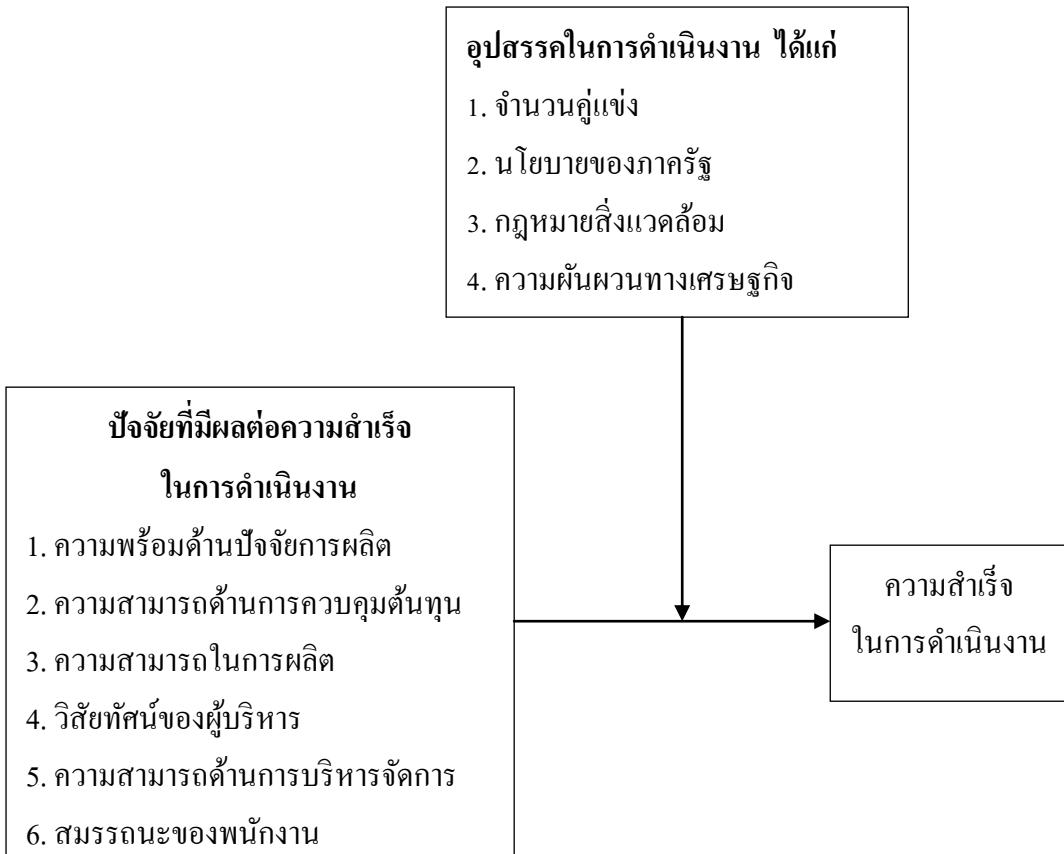 อุปสรรคในการดำเนินงาน ได้แก่
1. จำนวนคู่แข่ง
2. นโยบายของภาครัฐ
3. กฎหมายสิ่งแวดล้อม
4. ความผันผวนทางเศรษฐกิจ
ปัจจัยที่มีผลต่อความสำเร็จ
ในการดำเนินงาน
1. ความพร้อมด้านปัจจัยการผลิต
2. ความสามารถด้านการควบคุมต้นทุน
3. ความสามารถในการผลิต
4. วิสัยทัศน์ของผู้บริหาร
5. ความสามารถด้านการบริหารจัดการ
6. สมรรถนะของพนักงาน
ความสำเร็จ
ในการดำเนินงาน